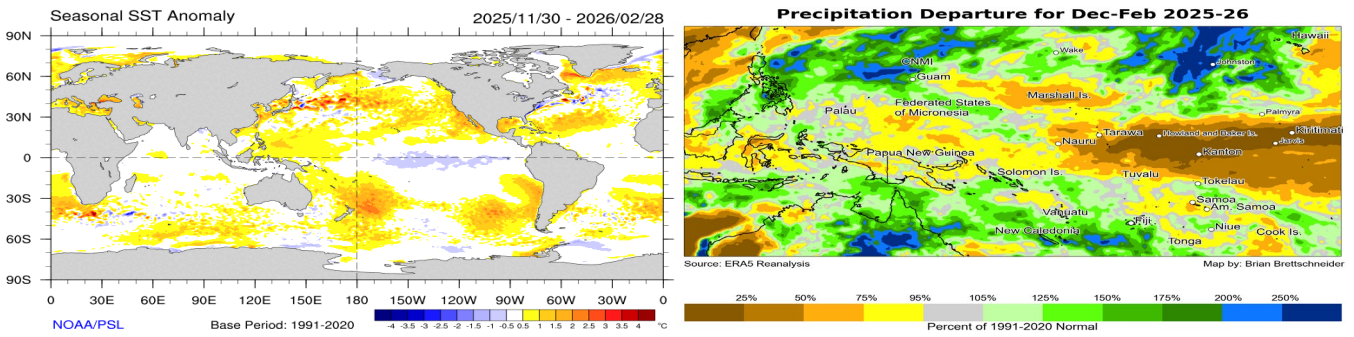 Seasonal SST Anomaly
2025/11/30 - 2026/02/28
90N
60N
30N
0
30S
60S
90S
0 30E 60E 90E 120E 150E 180 150W 120W 90W 60W 30W 0
NOAA/PSL
Base Period: 1991-2020
-4 -3.5 -3 -2.5 -2 -1.5 -1 -0.5 0.5 1 1.5 2 2.5 3 3.5 4 °C
Precipitation Departure for Dec-Feb 2025-26
Hawaii
Wake
CNMI
Johnston
Guam
Marshall Is.
Palau
Federated States
of Micronesia
Palmyra
Tarawa
Howland and Baker Is.
Kiritimati
Nauru
Jarvis
Kanton
Papua New Guinea
Solomon Is.
Tuvalu
Tokelau
Samoa
Am. Samoa
Vanuatu
Fiji
Niue
New Caledonia
Tonga
Cook Is.
Source: ERA5 Reanalysis
Map by: Brian Brettschneider
25% 50% 75% 95% 105% 125% 150% 175% 200% 250%
Percent of 1991-2020 Normal